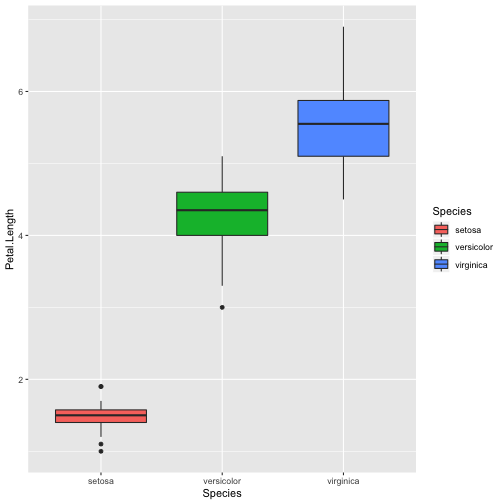 Petal.Length
6
4
2
setosa
versicolor
virginica
Species
Species
setosa
versicolor
virginica